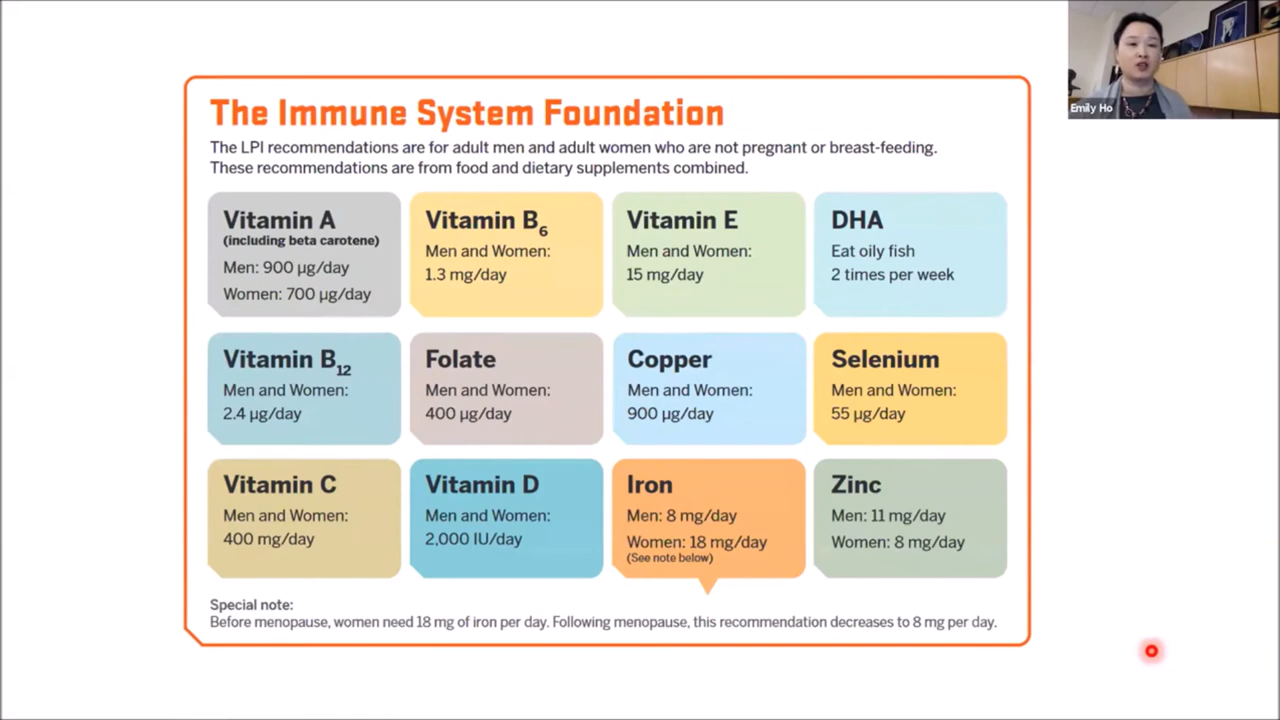 Emily Ho
The Immune System Foundation
The LPI recommendations are for adult men and adult women who are not pregnant or breast-feeding.
These recommendations are from food and dietary supplements combined.
Vitamin A
(including beta carotene)
Men: 900 µg/day
Women: 700 µg/day
Vitamin B6
Men and Women:
1.3 mg/day
Vitamin E
Men and Women:
15 mg/day
DHA
Eat oily fish
2 times per week
Vitamin B12
Men and Women:
2.4 µg/day
Folate
Men and Women:
400 µg/day
Copper
Men and Women:
900 µg/day
Selenium
Men and Women:
55 µg/day
Vitamin C
Men and Women:
400 mg/day
Vitamin D
Men and Women:
2,000 IU/day
Iron
Men: 8 mg/day
Women: 18 mg/day
(See note below)
Zinc
Men: 11 mg/day
Women: 8 mg/day
Special note:
Before menopause, women need 18 mg of iron per day. Following menopause, this recommendation decreases to 8 mg per day.